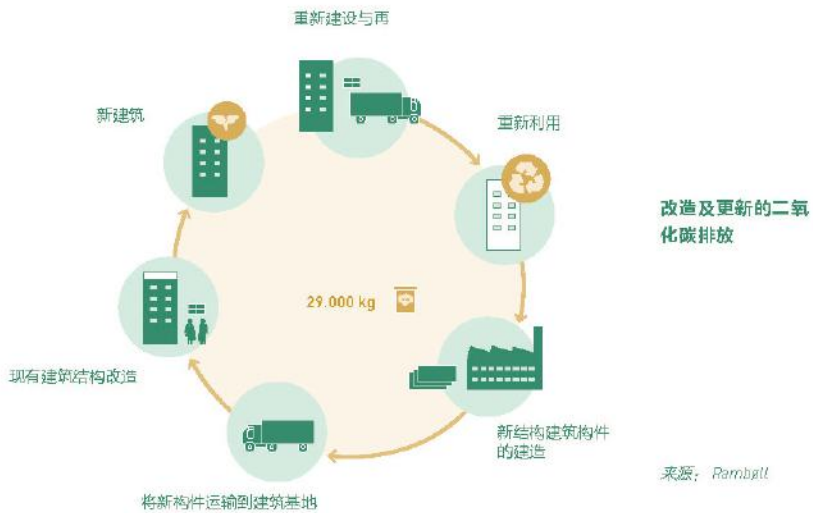 重新建设与再
新建筑
重新利用
改造及更新的二氧
化碳排放
29.000 kg
现有建筑结构改造
新结构建筑构件
的建造
将新构件运输到建筑基地
来源：Ramböll